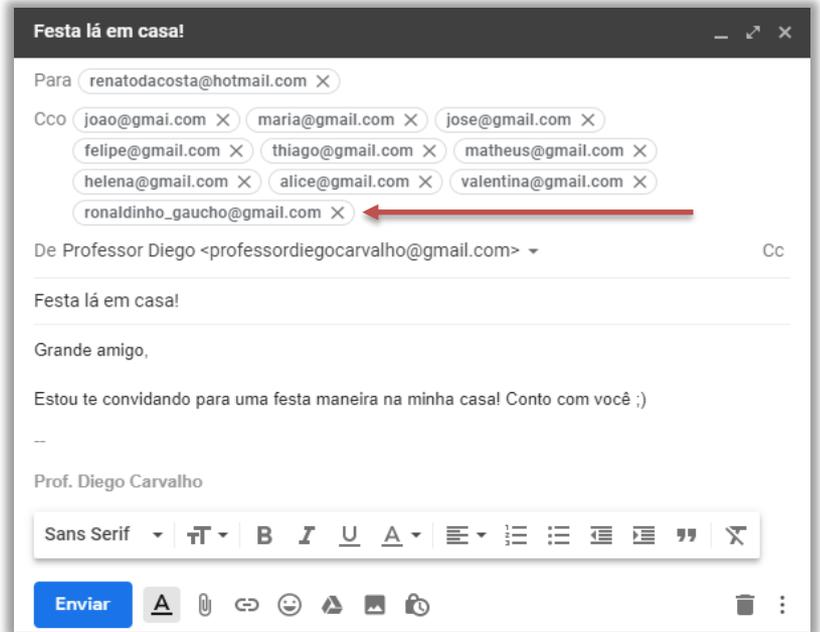 Festa lá em casa!
Para renatodacosta@hotmail.com
Cco joao@gmai.com maria@gmail.com jose@gmail.com
felipe@gmail.com thiago@gmail.com matheus@gmail.com
helena@gmail.com alice@gmail.com valentina@gmail.com
ronaldinho_gaucho@gmail.com
De Professor Diego <professordiegocarvalho@gmail.com> Cc
Festa lá em casa!
Grande amigo,
Estou te convidando para uma festa maneira na minha casa! Conto com você ;)
--
Prof. Diego Carvalho
Sans Serif
Enviar